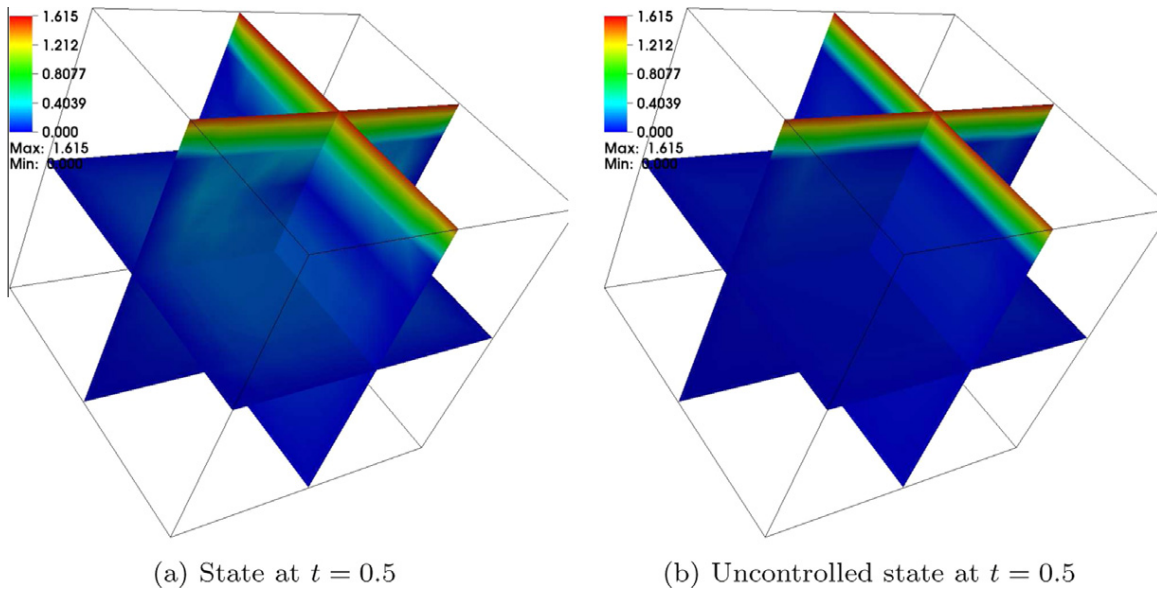 1.615
1.212
0.8077
0.4039
0.000
Max: 1.615
Min: 0.000
1.615
1.212
0.8077
0.4039
0.000
Max: 1.615
Min: 0.000
(a) State at t = 0.5
(b) Uncontrolled state at t = 0.5